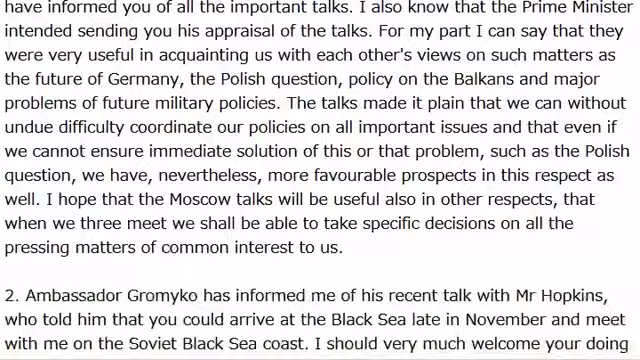 have informed you of all the important talks. I also know that the Prime Minister
intended sending you his appraisal of the talks. For my part I can say that they
were very useful in acquainting us with each other's views on such matters as
the future of Germany, the Polish question, policy on the Balkans and major
problems of future military policies. The talks made it plain that we can without
undue difficulty coordinate our policies on all important issues and that even if
we cannot ensure immediate solution of this or that problem, such as the Polish
question, we have, nevertheless, more favourable prospects in this respect as
well. I hope that the Moscow talks will be useful also in other respects, that
when we three meet we shall be able to take specific decisions on all the
pressing matters of common interest to us.
2. Ambassador Gromyko has informed me of his recent talk with Mr Hopkins,
who told him that you could arrive at the Black Sea late in November and meet
with me on the Soviet Black Sea coast. I should very much welcome your doing